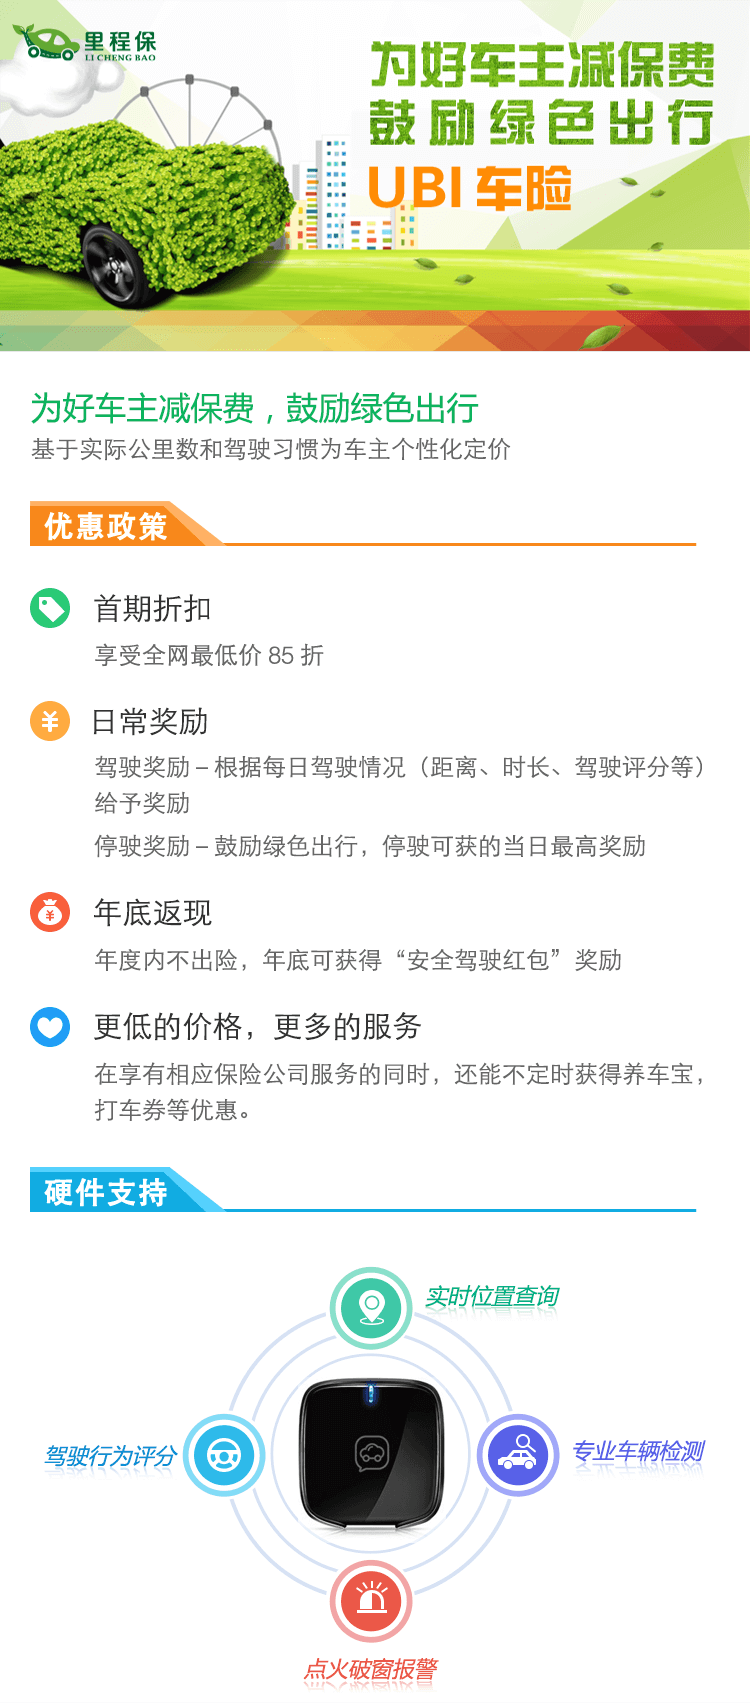 里程保
LI CHENG BAO
为好车主减保费
鼓励绿色出行
UBI 车险
为好车主减保费，鼓励绿色出行
基于实际公里数和驾驶习惯为车主个性化定价
优惠政策
首期折扣
享受全网最低价 85 折
日常奖励
驾驶奖励 – 根据每日驾驶情况（距离、时长、驾驶评分等）
给予奖励
停驶奖励 – 鼓励绿色出行，停驶可获的当日最高奖励
年底返现
年度内不出险，年底可获得“安全驾驶红包”奖励
更低的价格，更多的服务
在享有相应保险公司服务的同时，还能不定时获得养车宝，
打车券等优惠。
硬件支持
实时位置查询
驾驶行为评分
专业车辆检测
点火破窗报警